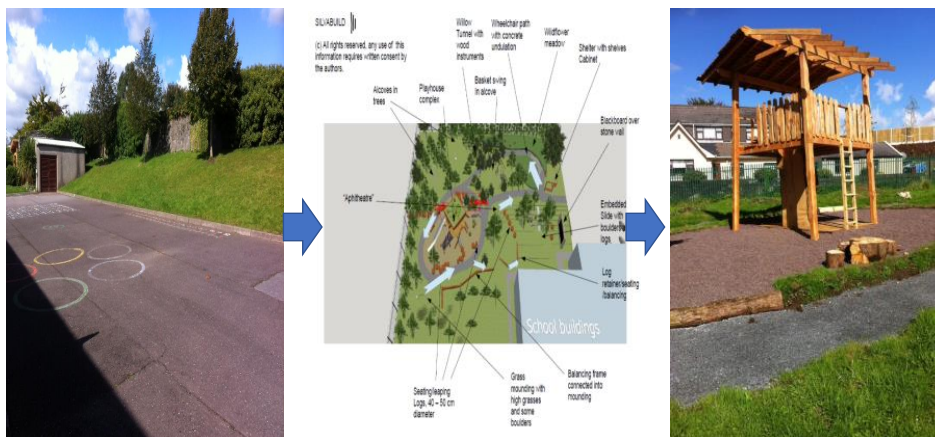 SILVABUILD
(c) All rights reserved, any use of this
information requires written consent by
the authors.
Willow
Tunnel with
wood
instruments
Wheelchair path
with concrete
undulation
Wildflower
meadow
Shelter with shelves
Cabinet
Alcoves in
trees
Playhouse
complex
Basket swing
In alcove
Blackboard over
stone wall
"Aphitheatre"
Embedded
Slide with
boulders
logs
Log
retainer/seating
/balancing
School buildings
Seating/leaping
Logs, 40 – 50 cm
diameter
Grass
mounding with
high grasses
and some
boulders
Balancing frame
connected into
mounding